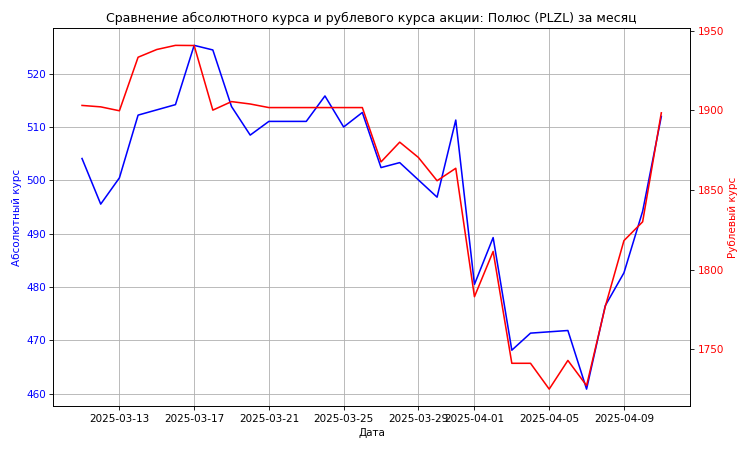 Сравнение абсолютного курса и рублевого курса акции: Полюс (PLZL) за месяц
Абсолютный курс
520
510
500
490
480
470
460
1950
1900
1850
1800
1750
Рублевый курс
2025-03-13 2025-03-17 2025-03-21 2025-03-25 2025-03-29 2025-04-01 2025-04-05 2025-04-09
Дата